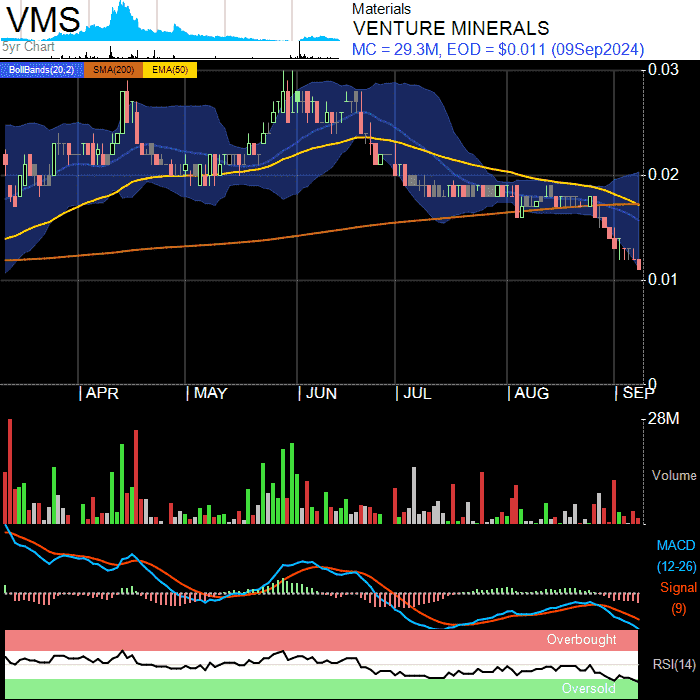 VMS
5yr Chart
Materials
VENTURE MINERALS
MC = 29.3M, EOD = $0.011 (09Sep2024)
BollBands(20,2) SMA(200) EMA(50)
0.03
0.02
0.01
0
APR MAY JUN JUL AUG SEP
28M
Volume
MACD
(12-26)
Signal
(9)
Overbought
RSI(14)
Oversold